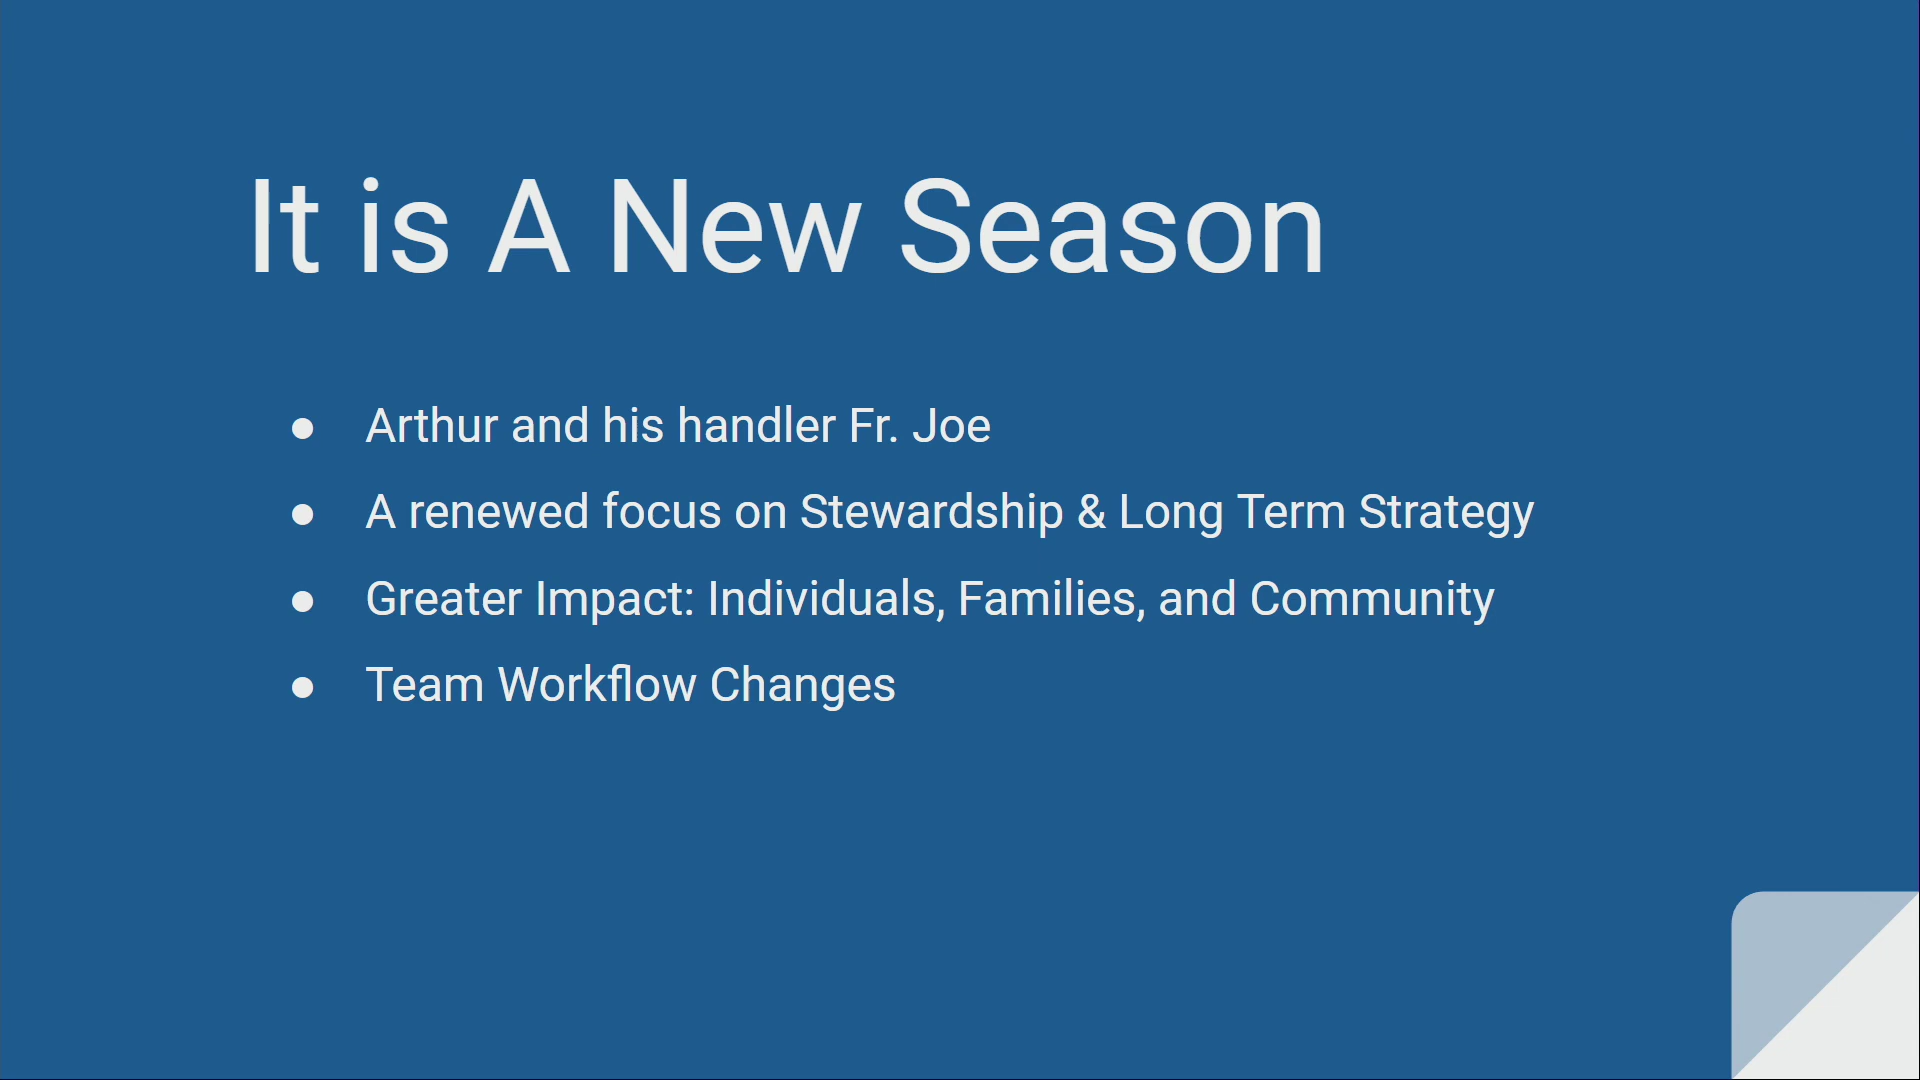 It is A New Season
● Arthur and his handler Fr. Joe
● A renewed focus on Stewardship & Long Term Strategy
● Greater Impact: Individuals, Families, and Community
● Team Workflow Changes